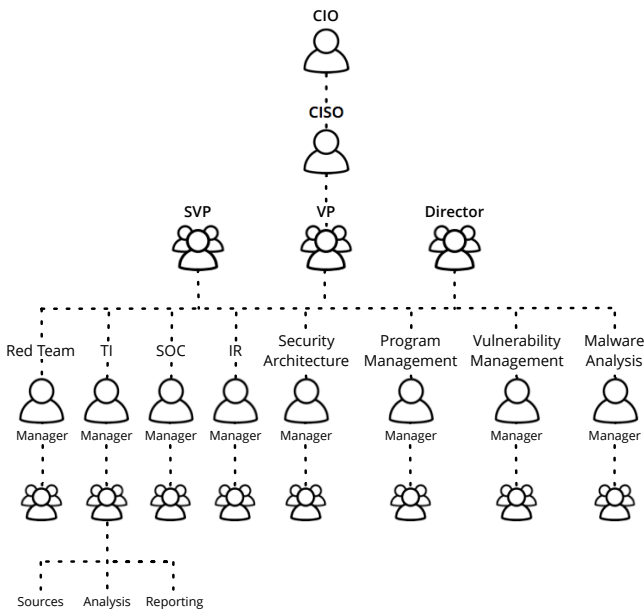 CIO
CISO
SVP
VP
Director
Red Team
TI
SOC
IR
Security
Architecture
Program
Management
Vulnerability
Management
Malware
Analysis
Manager
Manager
Manager
Manager
Manager
Manager
Manager
Manager
Sources
Analysis
Reporting